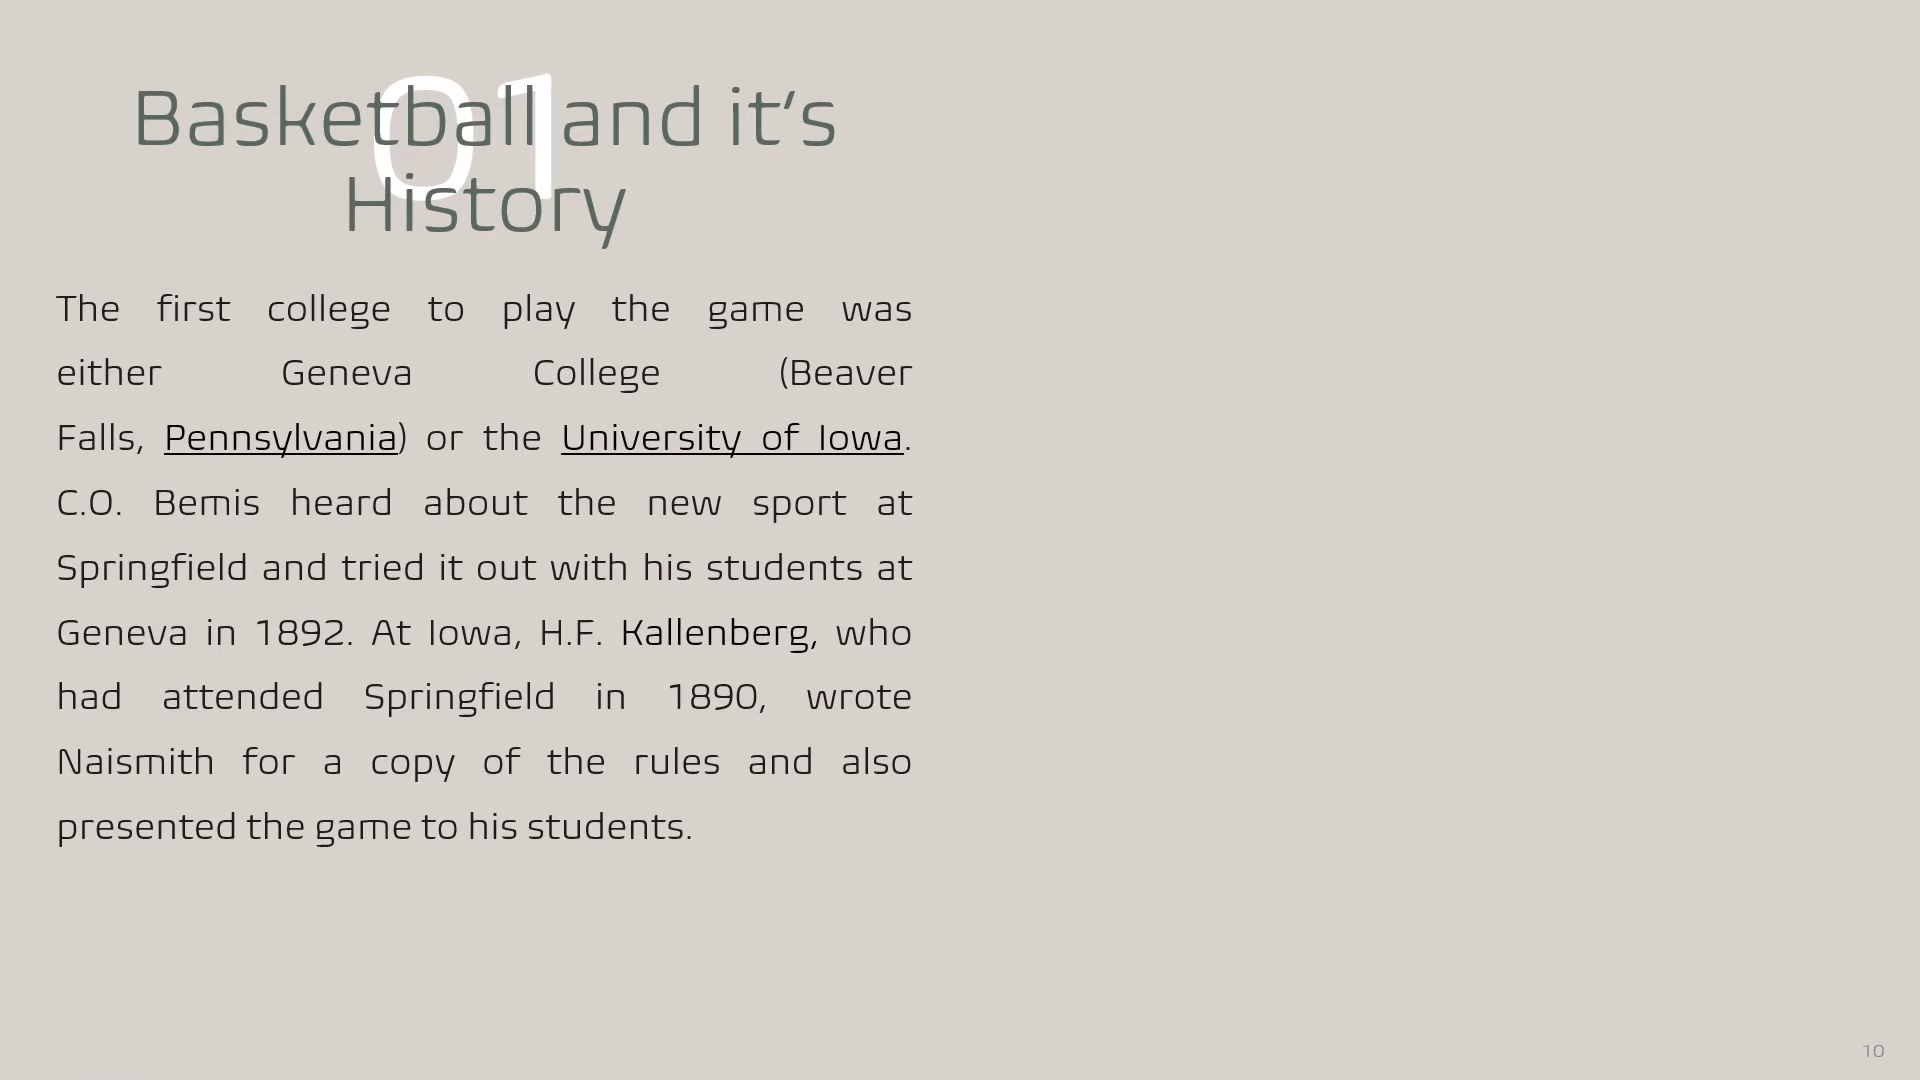 01
Basketball and it’s
History
The first college to play the game was
either Geneva College (Beaver
Falls, Pennsylvania) or the University of Iowa.
C.O. Bemis heard about the new sport at
Springfield and tried it out with his students at
Geneva in 1892. At Iowa, H.F. Kallenberg, who
had attended Springfield in 1890, wrote
Naismith for a copy of the rules and also
presented the game to his students.
10